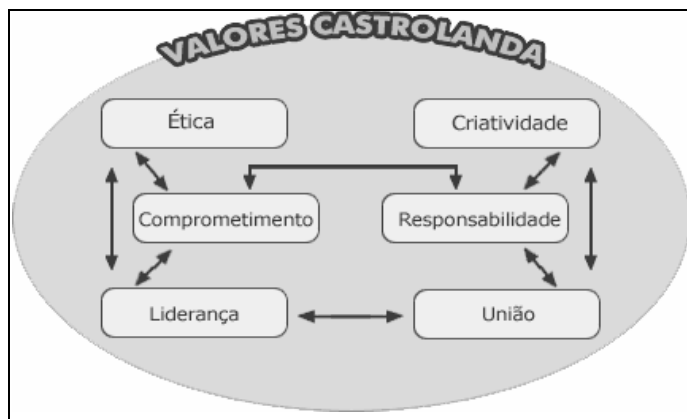 VALORES CASTROLANDA
Ética
Criatividade
Comprometimento
Responsabilidade
Liderança
União